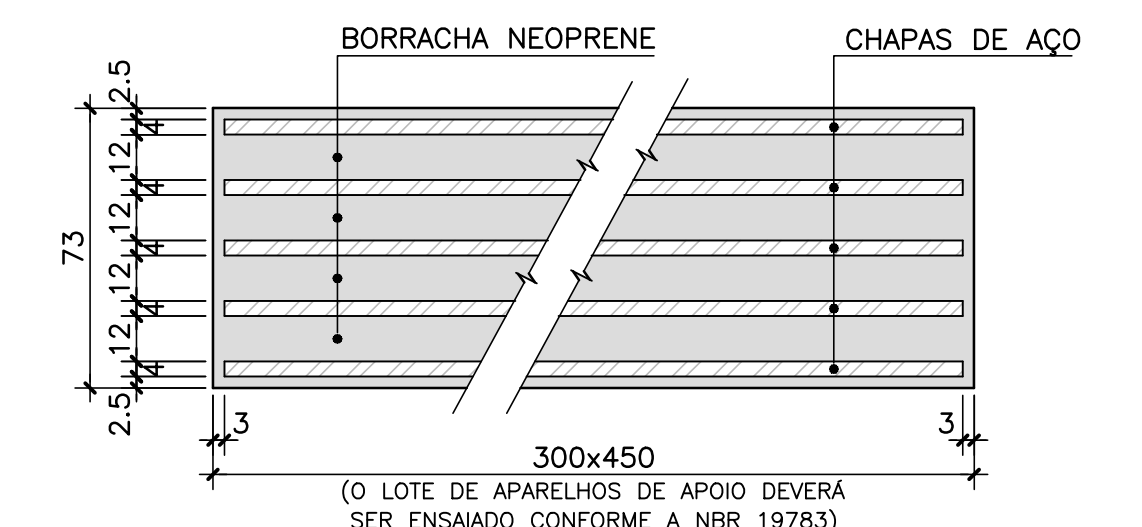 BORRACHA NEOPRENE
CHAPAS DE AÇO
2.5
4
12
4
12
4
12
4
12
4
2.5
73
3
3
300x450
(O LOTE DE APARELHOS DE APOIO DEVERÁ
SER ENSAIADO CONFORME A NBR 19783)